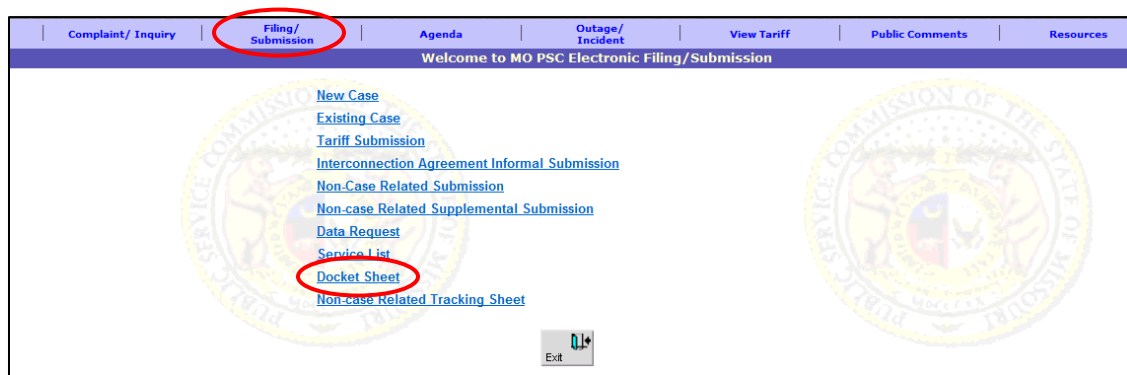 Complaint/ Inquiry | Filing/ Submission | Agenda | Outage/ Incident | View Tariff | Public Comments | Resources
Welcome to MO PSC Electronic Filing/Submission
New Case
Existing Case
Tariff Submission
Interconnection Agreement Informal Submission
Non-Case Related Submission
Non-case Related Supplemental Submission
Data Request
Service List
Docket Sheet
Non-case Related Tracking Sheet
Exit